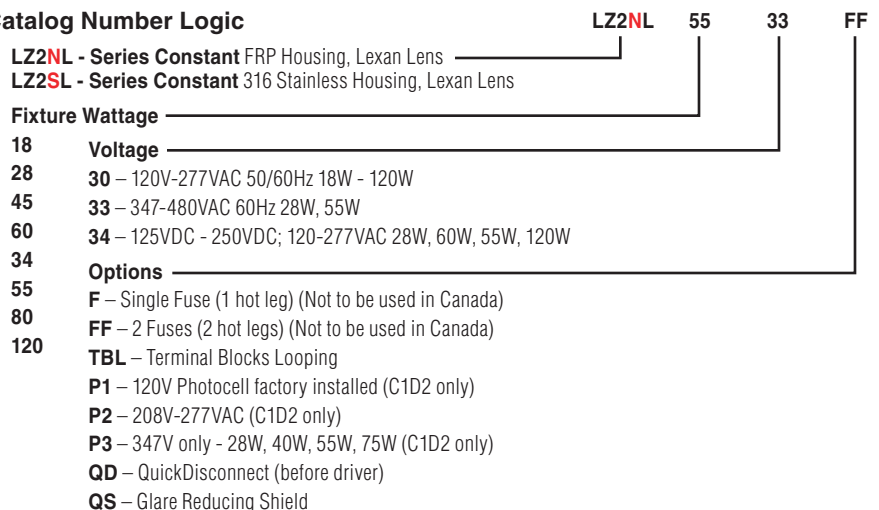 Catalog Number Logic LZ2NL 55 33 FF
LZ2NL - Series Constant FRP Housing, Lexan Lens
LZ2SL - Series Constant 316 Stainless Housing, Lexan Lens
Fixture Wattage
18
28
45
60
34
55
80
120
Voltage
30 – 120V-277VAC 50/60Hz 18W - 120W
33 – 347-480VAC 60Hz 28W, 55W
34 – 125VDC - 250VDC; 120-277VAC 28W, 60W, 55W, 120W
Options
F – Single Fuse (1 hot leg) (Not to be used in Canada)
FF – 2 Fuses (2 hot legs) (Not to be used in Canada)
TBL – Terminal Blocks Looping
P1 – 120V Photocell factory installed (C1D2 only)
P2 – 208V-277VAC (C1D2 only)
P3 – 347V only - 28W, 40W, 55W, 75W (C1D2 only)
QD – QuickDisconnect (before driver)
QS – Glare Reducing Shield